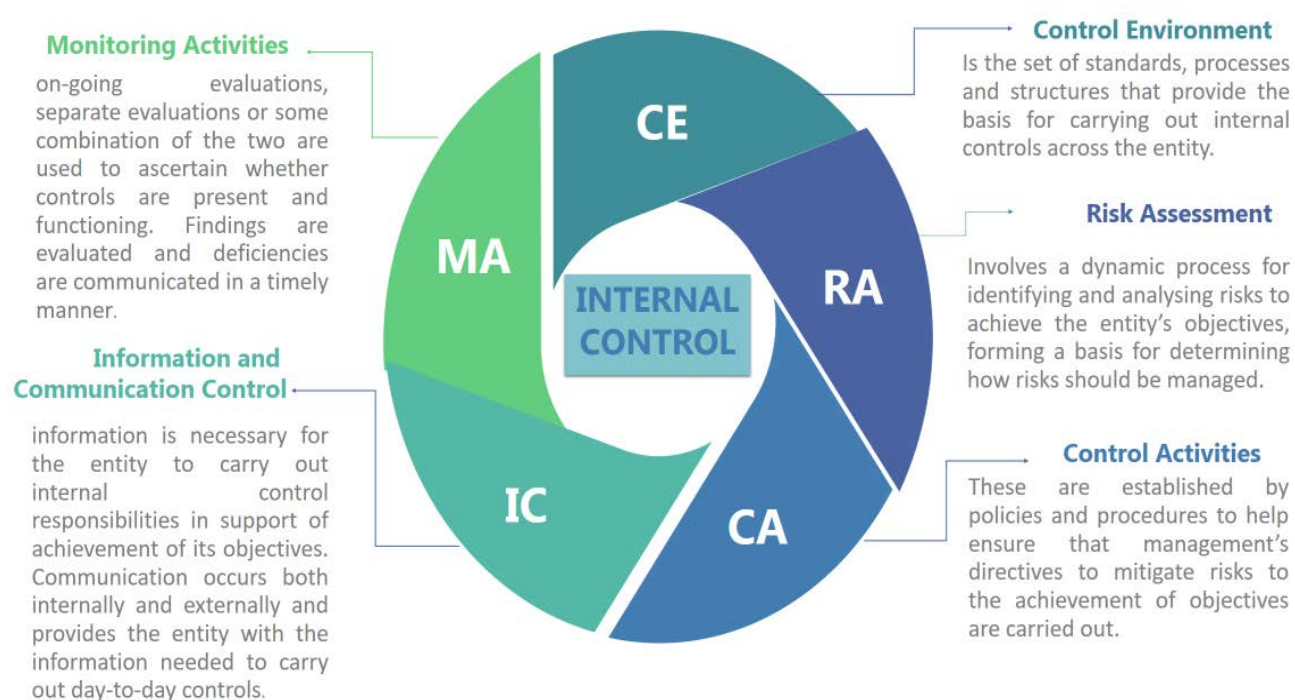 Monitoring Activities
on-going evaluations,
separate evaluations or some
combination of the two are
used to ascertain whether
controls are present and
functioning. Findings are
evaluated and deficiencies
are communicated in a timely
manner.
Information and
Communication Control
information is necessary for
the entity to carry out
internal control
responsibilities in support of
achievement of its objectives.
Communication occurs both
internally and externally and
provides the entity with the
information needed to carry
out day-to-day controls.
CE
MA
RA
INTERNAL
CONTROL
IC
CA
Control Environment
Is the set of standards, processes
and structures that provide the
basis for carrying out internal
controls across the entity.
Risk Assessment
Involves a dynamic process for
identifying and analysing risks to
achieve the entity's objectives,
forming a basis for determining
how risks should be managed.
Control Activities
These are established by
policies and procedures to help
ensure that management's
directives to mitigate risks to
the achievement of objectives
are carried out.